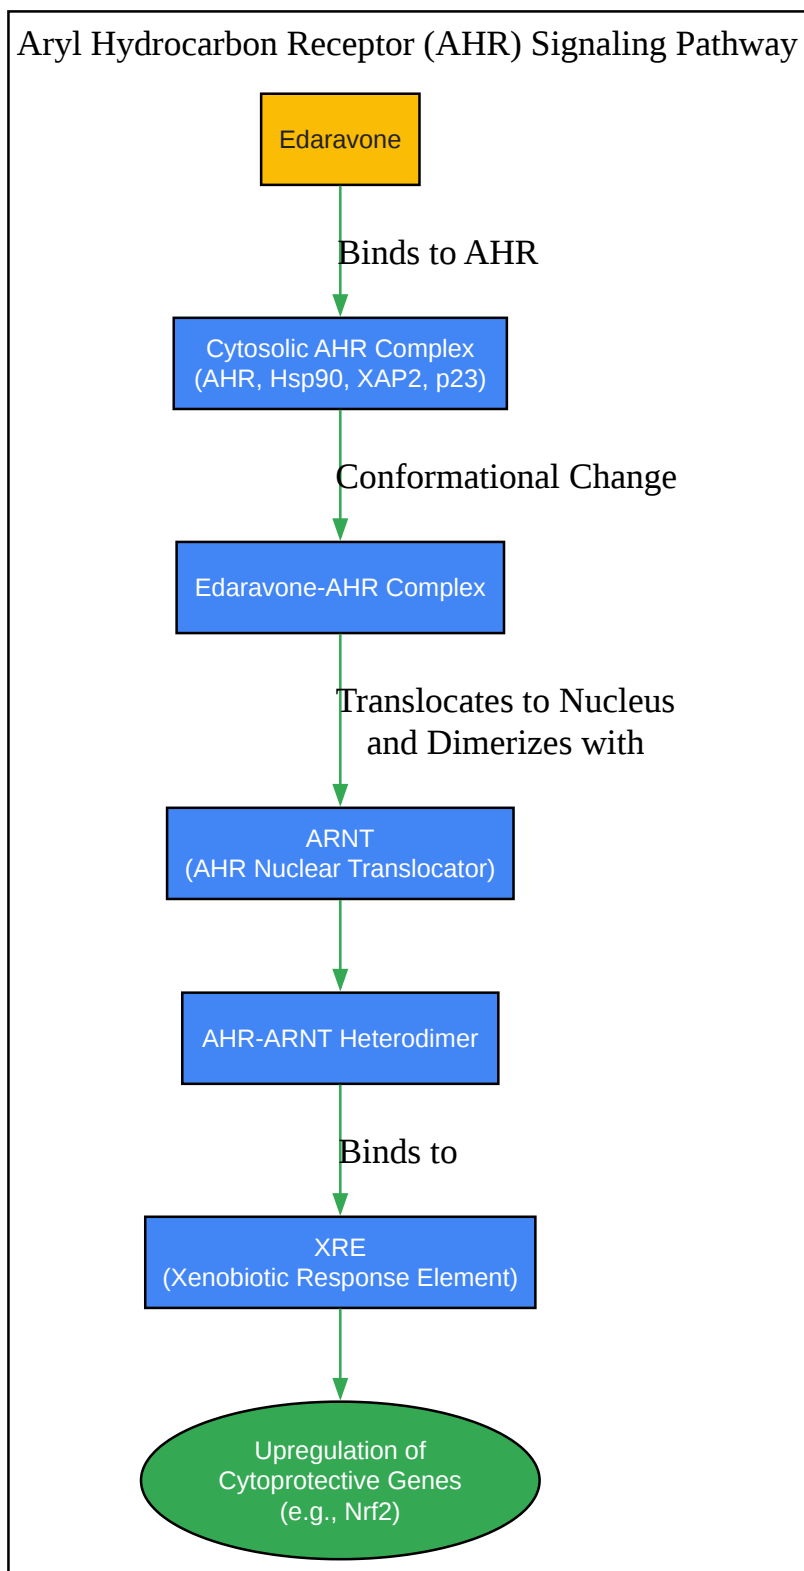 Aryl Hydrocarbon Receptor (AHR) Signaling Pathway
Edaravone
Binds to AHR
Cytosolic AHR Complex
(AHR, Hsp90, XAP2, p23)
Conformational Change
Edaravone-AHR Complex
Translocates to Nucleus
and Dimerizes with
ARNT
(AHR Nuclear Translocator)
AHR-ARNT Heterodimer
Binds to
XRE
(Xenobiotic Response Element)
Upregulation of
Cytoprotective Genes
(e.g., Nrf2)